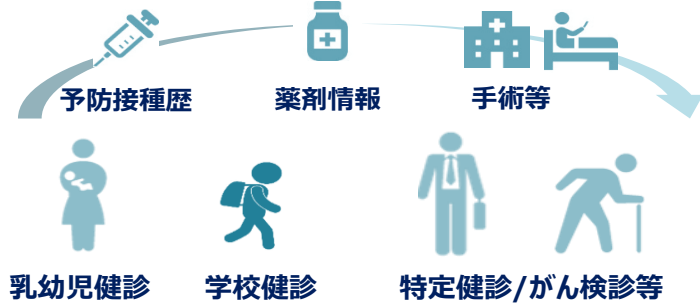 予防接種歴
薬剤情報
手術等
乳幼児健診
学校健診
特定健診/がん検診等